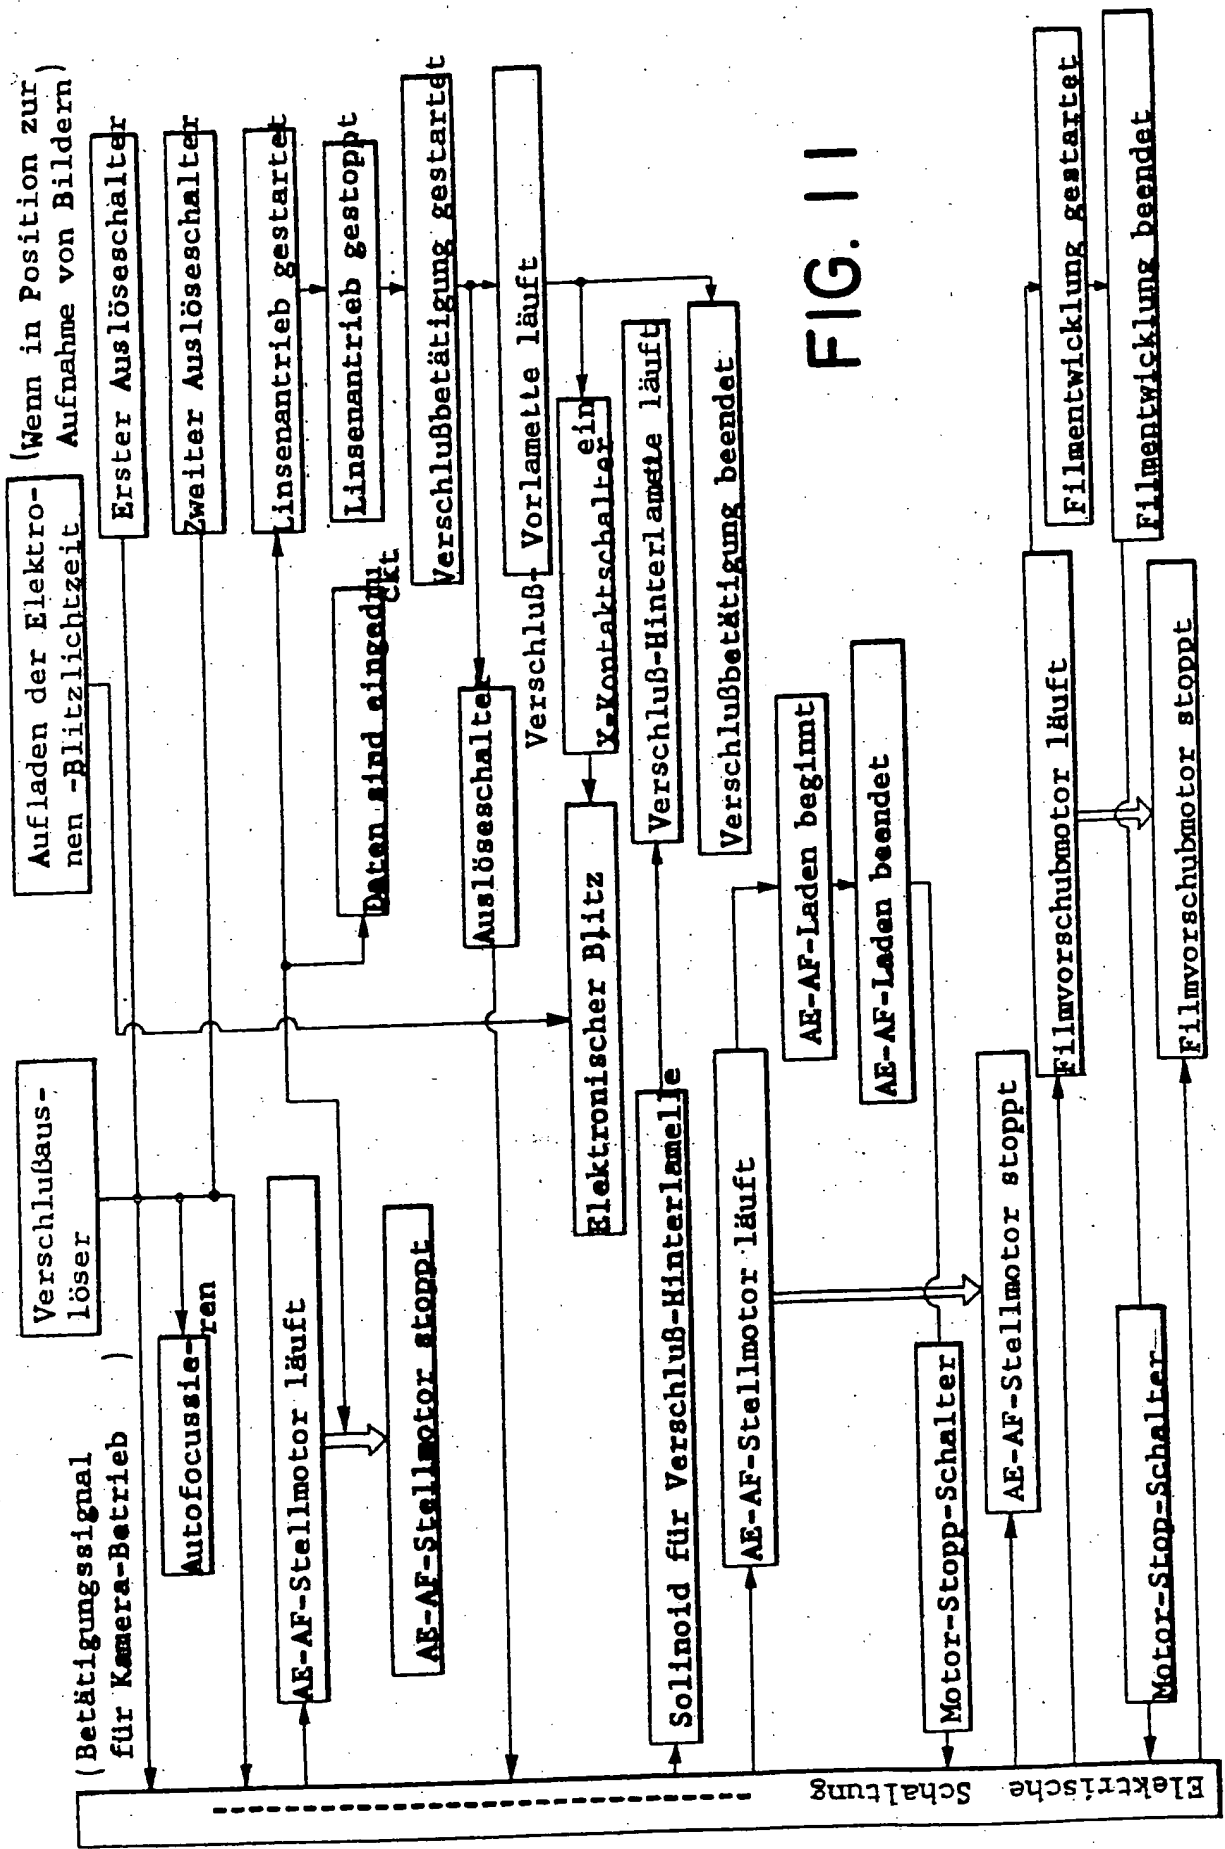 (Wenn in Position zur
Aufnahme von Bildern)
Aufladen der Elektro-
nen -Blitzlichtzeit
Verschlußaus-
löser
(Betätigungssignal
für Kamera-Betrieb )
Erster Auslöseschalter
Zweiter Auslöseschalter
Autofocussie-
ren
Linsenantrieb gestartet
AE-AF-Stellmotor läuft
Linsenantrieb gestoppt
Daten sind eingedru
ckt
AE-AF-Stellmotor stoppt
Verschlußbetätigung gestartet
Auslöseschalter
Verschluß- Vorlamelle läuft
ein
X-Kontaktschalter
Elektronischer Blitz
Verschluß-Hinterlamelle läuft
Solinoid für Verschluß-Hinterlamelle
Verschlußbetätigung beendet
AE-AF-Stellmotor läuft
AE-AF-Laden beginnt
AE-AF-Laden beendet
Motor-Stopp-Schalter
AE-AF-Stellmotor stoppt
Filmvorschubmotor läuft
Filmentwicklung gestartet
Filmentwicklung beendet
Motor-Stop-Schalter
Filmvorschubmotor stoppt
Elektrische
Schaltung
FIG. 11